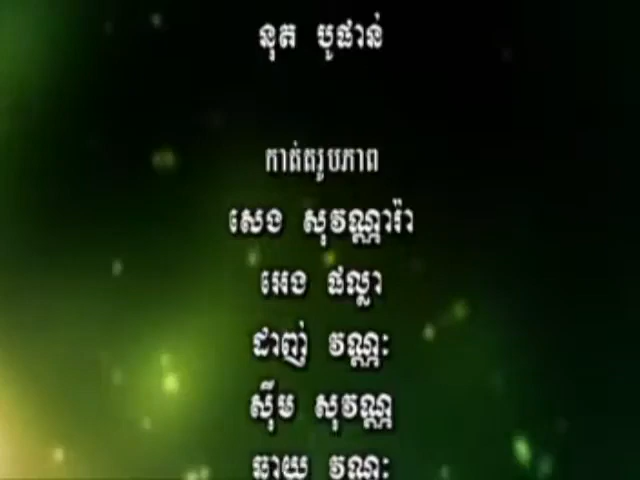 នុត បូផាន់
កាត់តរូបភាព
សេង សុវណ្ណារ៉ា
អេង ផល្លា
ដាញ់ វណ្ណៈ
ស៊ឹម សុវណ្ណ
ឆាយ វណ្ណៈ